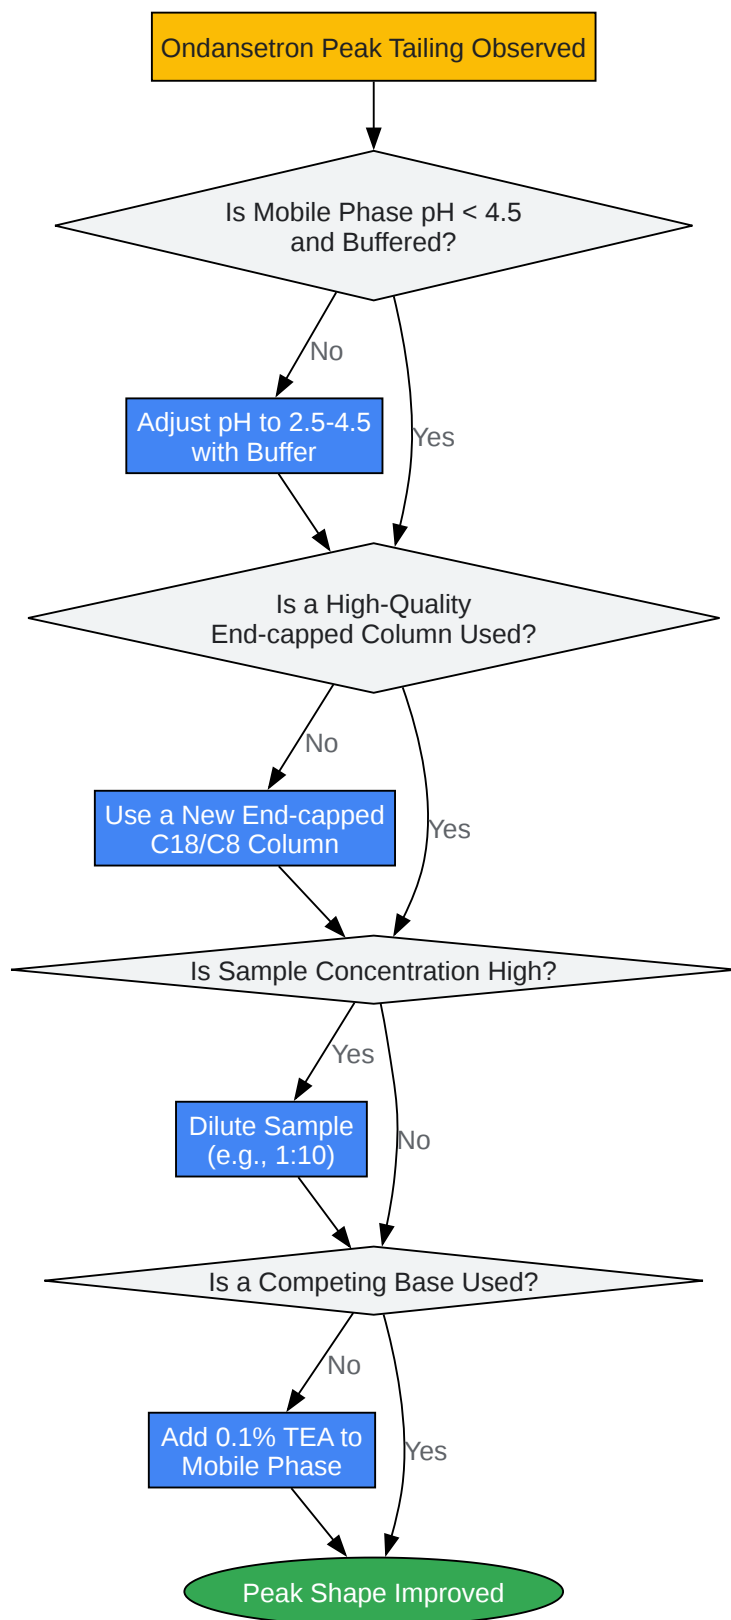 Ondansetron Peak Tailing Observed
Is Mobile Phase pH < 4.5
and Buffered?
No
Adjust pH to 2.5-4.5
with Buffer
Yes
Is a High-Quality
End-capped Column Used?
No
Use a New End-capped
C18/C8 Column
Yes
Is Sample Concentration High?
Yes
Dilute Sample
(e.g., 1:10)
No
Is a Competing Base Used?
No
Add 0.1% TEA to
Mobile Phase
Yes
Peak Shape Improved